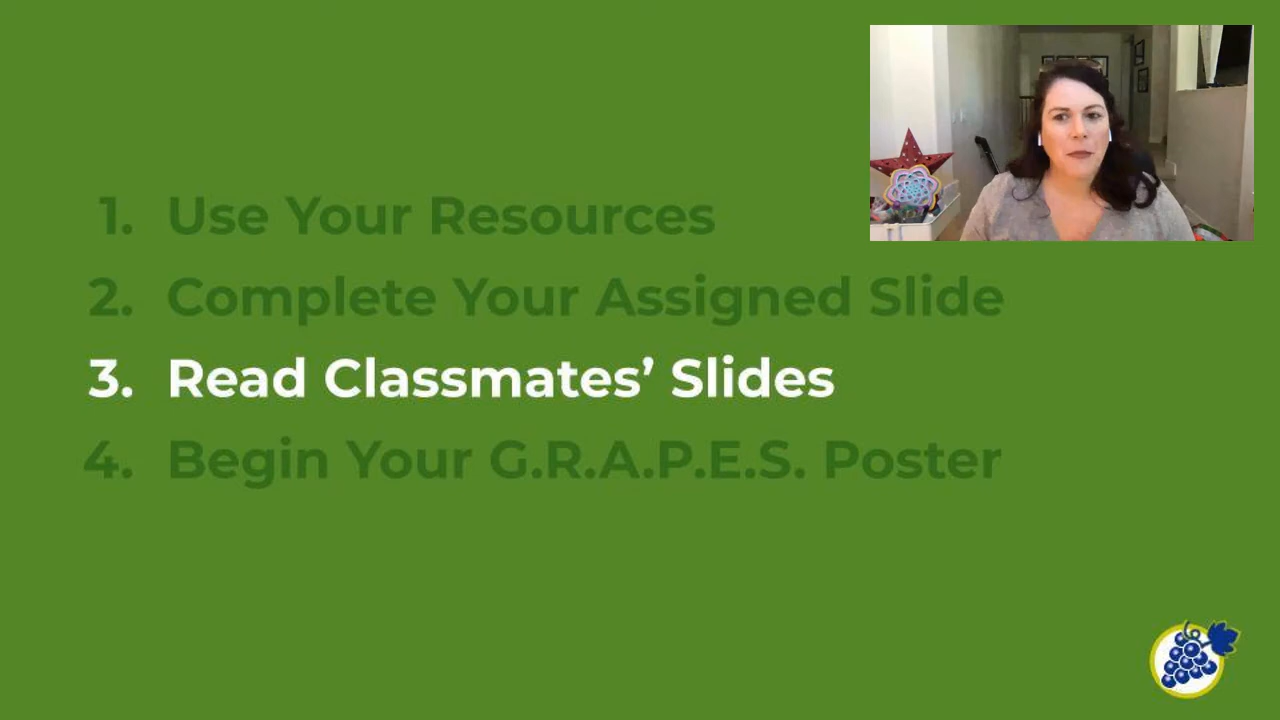 1. Use Your Resources
2. Complete Your Assigned Slide
3. Read Classmates’ Slides
4. Begin Your G.R.A.P.E.S. Poster